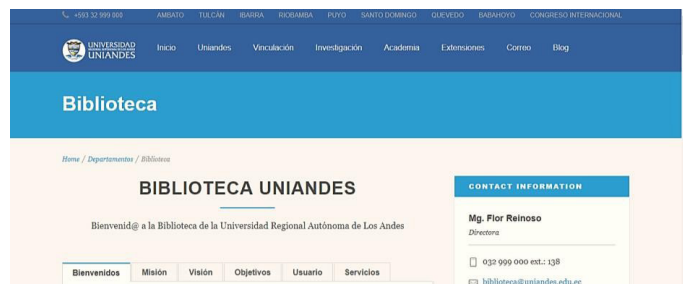 +593 32 999 000 AMBATO TULCÁN IBARRA RIOBAMBA PUYO SANTO DOMINGO QUEVEDO BABAHOYO CONGRESO INTERNACIONAL
UNIVERSIDAD
UNIANDES
Inicio Uniandes Vinculación Investigación Academia Extensiones Correo Blog
Biblioteca
Home / Departamentos / Biblioteca
BIBLIOTECA UNIANDES
Bienvenid@ a la Biblioteca de la Universidad Regional Autónoma de Los Andes
Bienvenidos Misión Visión Objetivos Usuario Servicios
CONTACT INFORMATION
Mg. Flor Reinoso
Directora
032 999 000 ext.: 138
biblioteca@uniandes.edu.ec